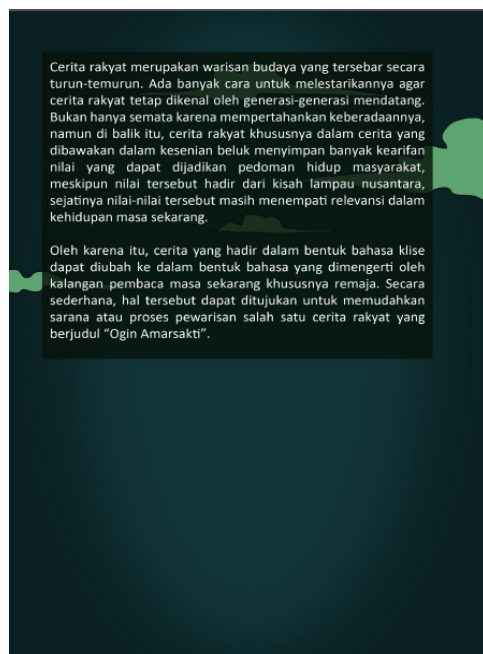 Cerita rakyat merupakan warisan budaya yang tersebar secara
turun-temurun. Ada banyak cara untuk melestarikannya agar
cerita rakyat tetap dikenal oleh generasi-generasi mendatang.
Bukan hanya semata karena mempertahankan keberadaannya,
namun di balik itu, cerita rakyat khususnya dalam cerita yang
dibawakan dalam kesenian beluk menyimpan banyak kearifan
nilai yang dapat dijadikan pedoman hidup masyarakat,
meskipun nilai tersebut hadir dari kisah lampau nusantara,
sejatinya nilai-nilai tersebut masih menempati relevansi dalam
kehidupan masa sekarang.
Oleh karena itu, cerita yang hadir dalam bentuk bahasa klise
dapat diubah ke dalam bentuk bahasa yang dimengerti oleh
kalangan pembaca masa sekarang khususnya remaja. Secara
sederhana, hal tersebut dapat ditujukan untuk memudahkan
sarana atau proses pewarisan salah satu cerita rakyat yang
berjudul “Ogin Amarsakti”.